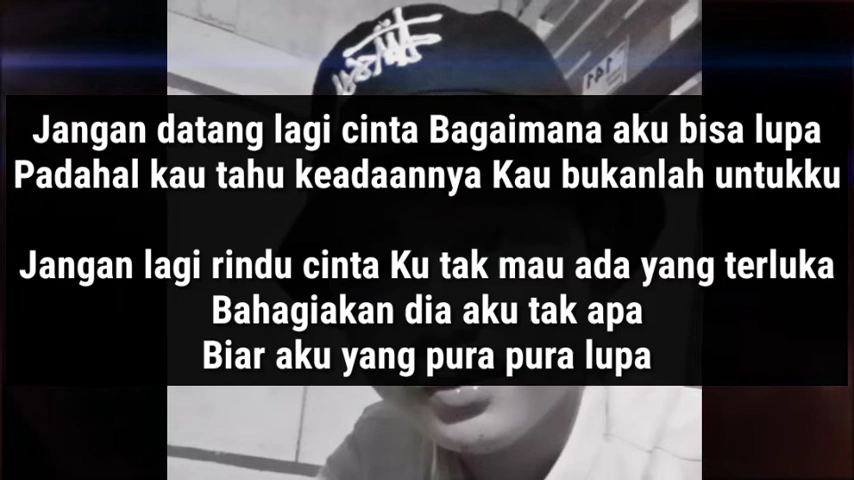 Jangan datang lagi cinta Bagaimana aku bisa lupa
Padahal kau tahu keadaannya Kau bukanlah untukku
Jangan lagi rindu cinta Ku tak mau ada yang terluka
Bahagiakan dia aku tak apa
Biar aku yang pura pura lupa